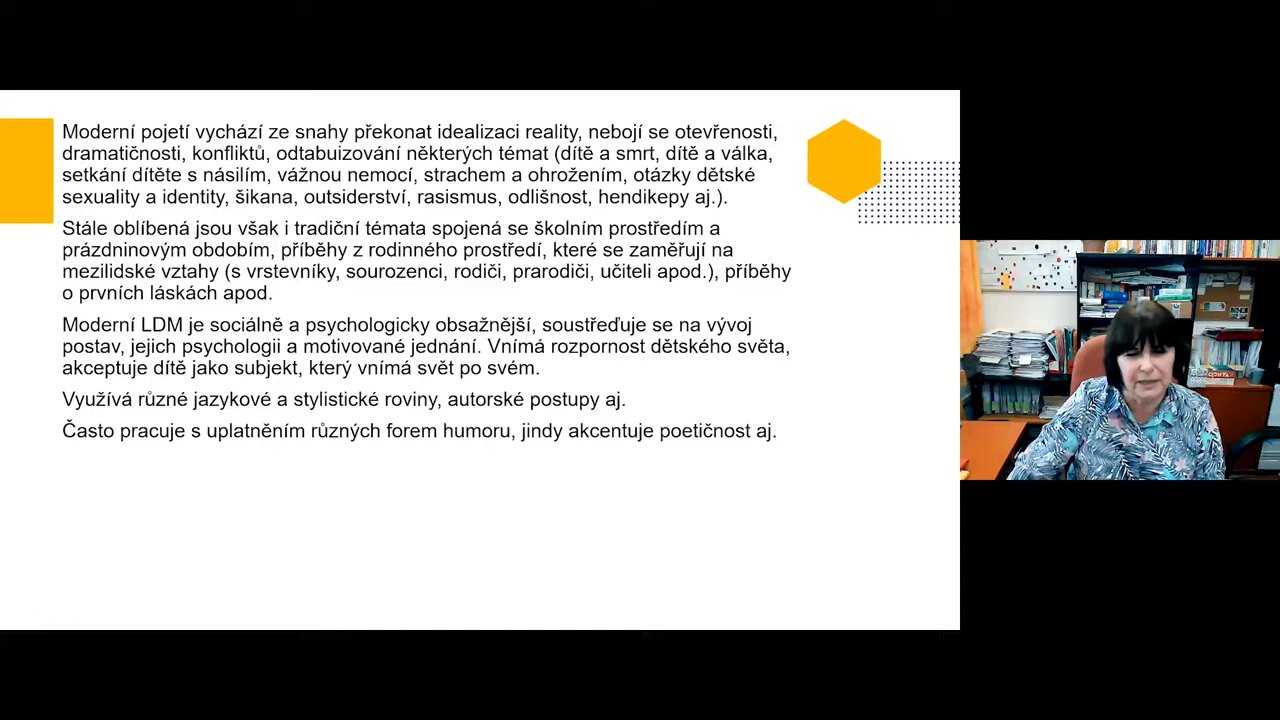 Moderní pojetí vychází ze snahy překonat idealizaci reality, nebojí se otevřenosti,
dramatičnosti, konfliktů, odtabuizování některých témat (dítě a smrt, dítě a válka,
setkání dítěte s násilím, vážnou nemocí, strachem a ohrožením, otázky dětské
sexuality a identity, šikana, outsiderství, rasismus, odlišnost, hendikepy aj.).
Stále oblíbená jsou však i tradiční témata spojená se školním prostředím a
prázdninovým obdobím, příběhy z rodinného prostředí, které se zaměřují na
mezilidské vztahy (s vrstevníky, sourozenci, rodiči, prarodiči, učiteli apod.), příběhy
o prvních láskách apod.
Moderní LDM je sociálně a psychologicky obsažnější, soustřeďuje se na vývoj
postav, jejich psychologii a motivované jednání. Vnímá rozpornost dětského světa,
akceptuje dítě jako subjekt, který vnímá svět po svém.
Využívá různé jazykové a stylistické roviny, autorské postupy aj.
Často pracuje s uplatněním různých forem humoru, jindy akcentuje poetičnost aj.